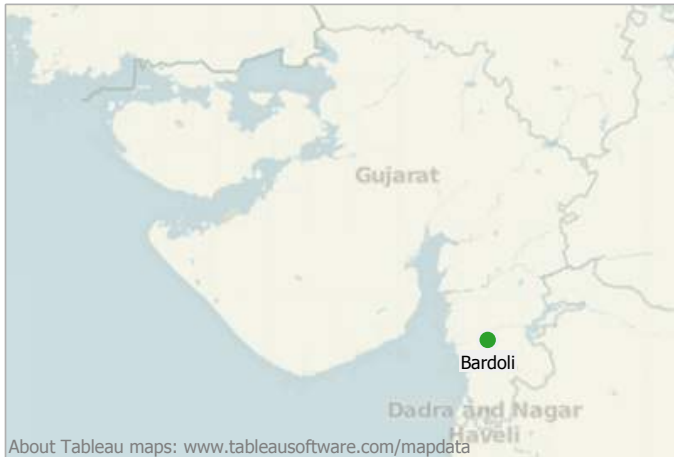 Gujarat
Bardoli
Dadra and Nagar
Haveli
About Tableau maps: www.tableausoftware.com/mapdata